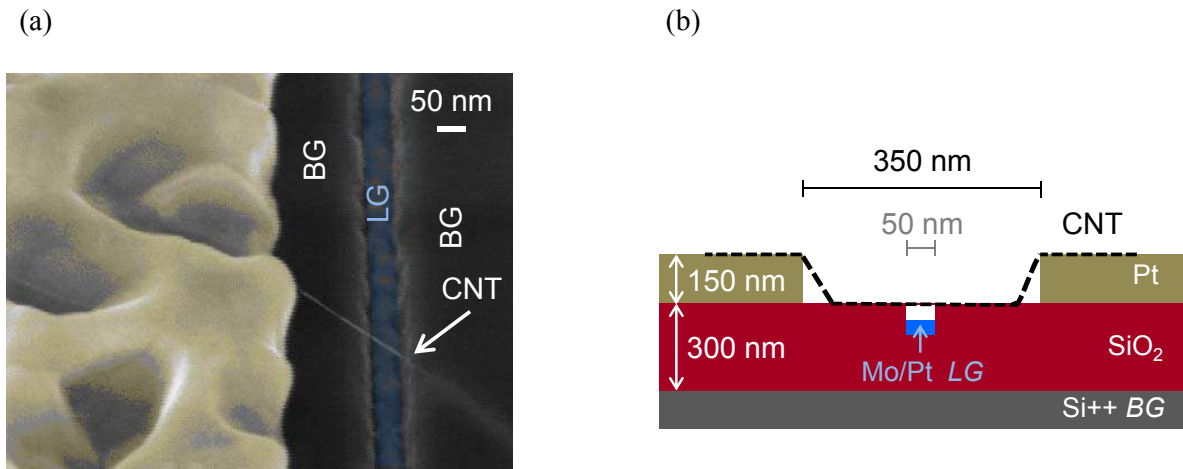 (a)
(b)
50 nm
BG
LG
BG
CNT
350 nm
50 nm
CNT
150 nm
Pt
300 nm
SiO₂
Mo/Pt LG
Si++ BG